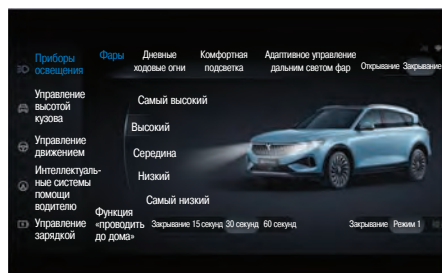 Приборы
освещения
Фары
Дневные
ходовые огни
Комфортная
подсветка
Адаптивное управление
дальним светом фар
Открывание Закрывание
Управление
высотой
кузова
Управление
движением
Интеллектуаль-
ные системы
помощи
водителю
Управление
зарядкой
Самый высокий
Высокий
Середина
Низкий
Самый низкий
Функция
«проводить
до дома»
Закрывание 15 секунд 30 секунд 60 секунд
Закрывание Режим 1